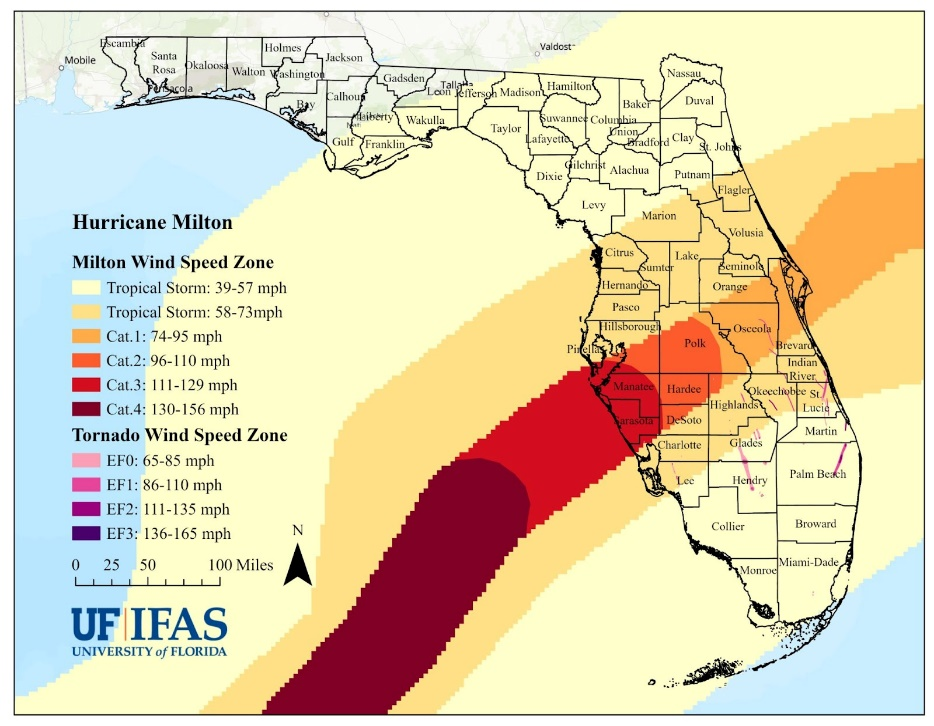 Escambia
Santa
Rosa
Okaloosa
Walton
Holmes
Washington
Jackson
Bay
Calhoun
Gulf
Liberty
Gadsden
Franklin
Leon
Wakulla
Jefferson
Madison
Taylor
Hamilton
Suwannee
Lafayette
Dixie
Columbia
Gilchrist
Baker
Union
Bradford
Alachua
Levy
Nassau
Duval
Clay
St. Johns
Putnam
Flagler
Marion
Volusia
Citrus
Sumter
Lake
Hernando
Pasco
Seminole
Orange
Hillsborough
Pinellas
Polk
Osceola
Brevard
Indian
River
Manatee
Hardee
Okeechobee
St
Lucie
Highlands
Sarasota
DeSoto
Martin
Charlotte
Glades
Lee
Hendry
Palm Beach
Collier
Broward
Monroe
Miami-Dade
Mobile
Pensacola
Valdost
Hurricane Milton
Milton Wind Speed Zone
Tropical Storm: 39-57 mph
Tropical Storm: 58-73mph
Cat.1: 74-95 mph
Cat.2: 96-110 mph
Cat.3: 111-129 mph
Cat.4: 130-156 mph
Tornado Wind Speed Zone
EF0: 65-85 mph
EF1: 86-110 mph
EF2: 111-135 mph
EF3: 136-165 mph
0 25 50 100 Miles
N
UF IFAS
UNIVERSITY of FLORIDA